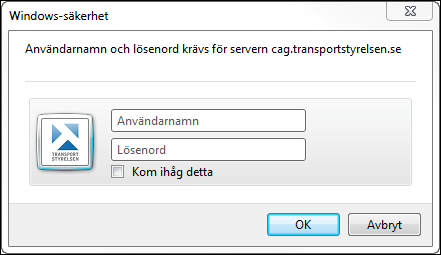 Windows-säkerhet
Användarnamn och lösenord krävs för servern cag.transportstyrelsen.se
Användarnamn
TRANSPORT
STYRELSEN
Lösenord
Kom ihåg detta
OK
Avbryt